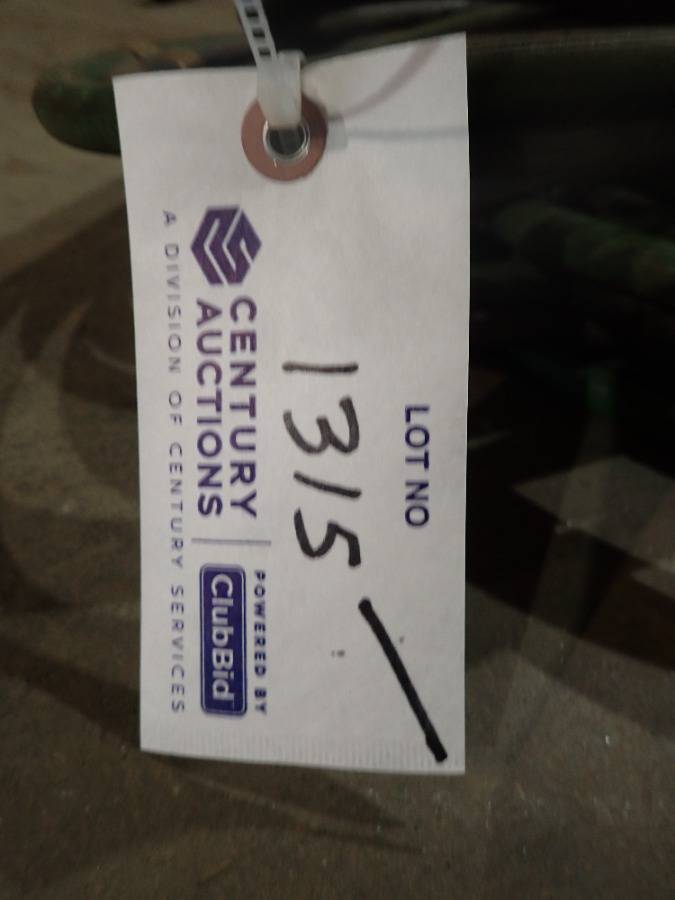 LOT NO
1315
CENTURY
AUCTIONS
POWERED BY
ClubBid
A DIVISION OF CENTURY SERVICES